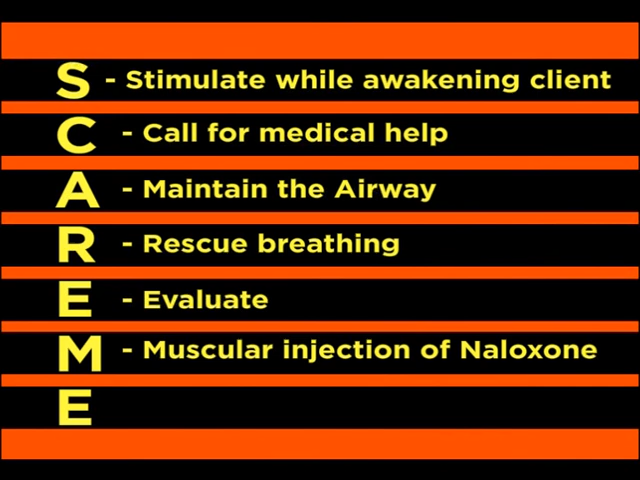 S - Stimulate while awakening client
C - Call for medical help
A - Maintain the Airway
R - Rescue breathing
E - Evaluate
M - Muscular injection of Naloxone
E